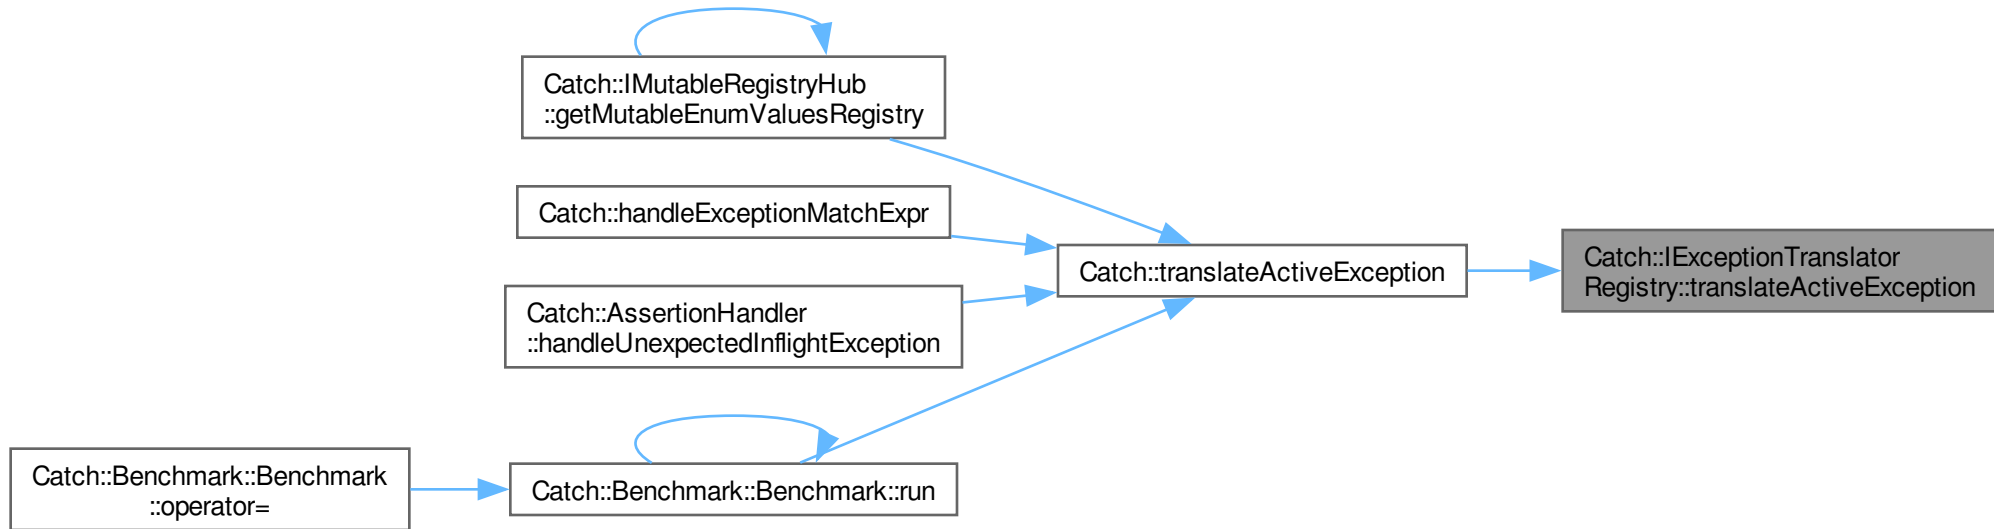 Catch::IMutableRegistryHub
::getMutableEnumValuesRegistry
Catch::handleExceptionMatchExpr
Catch::translateActiveException
Catch::IExceptionTranslator
Registry::translateActiveException
Catch::AssertionHandler
::handleUnexpectedInflightException
Catch::Benchmark::Benchmark
::operator=
Catch::Benchmark::Benchmark::run